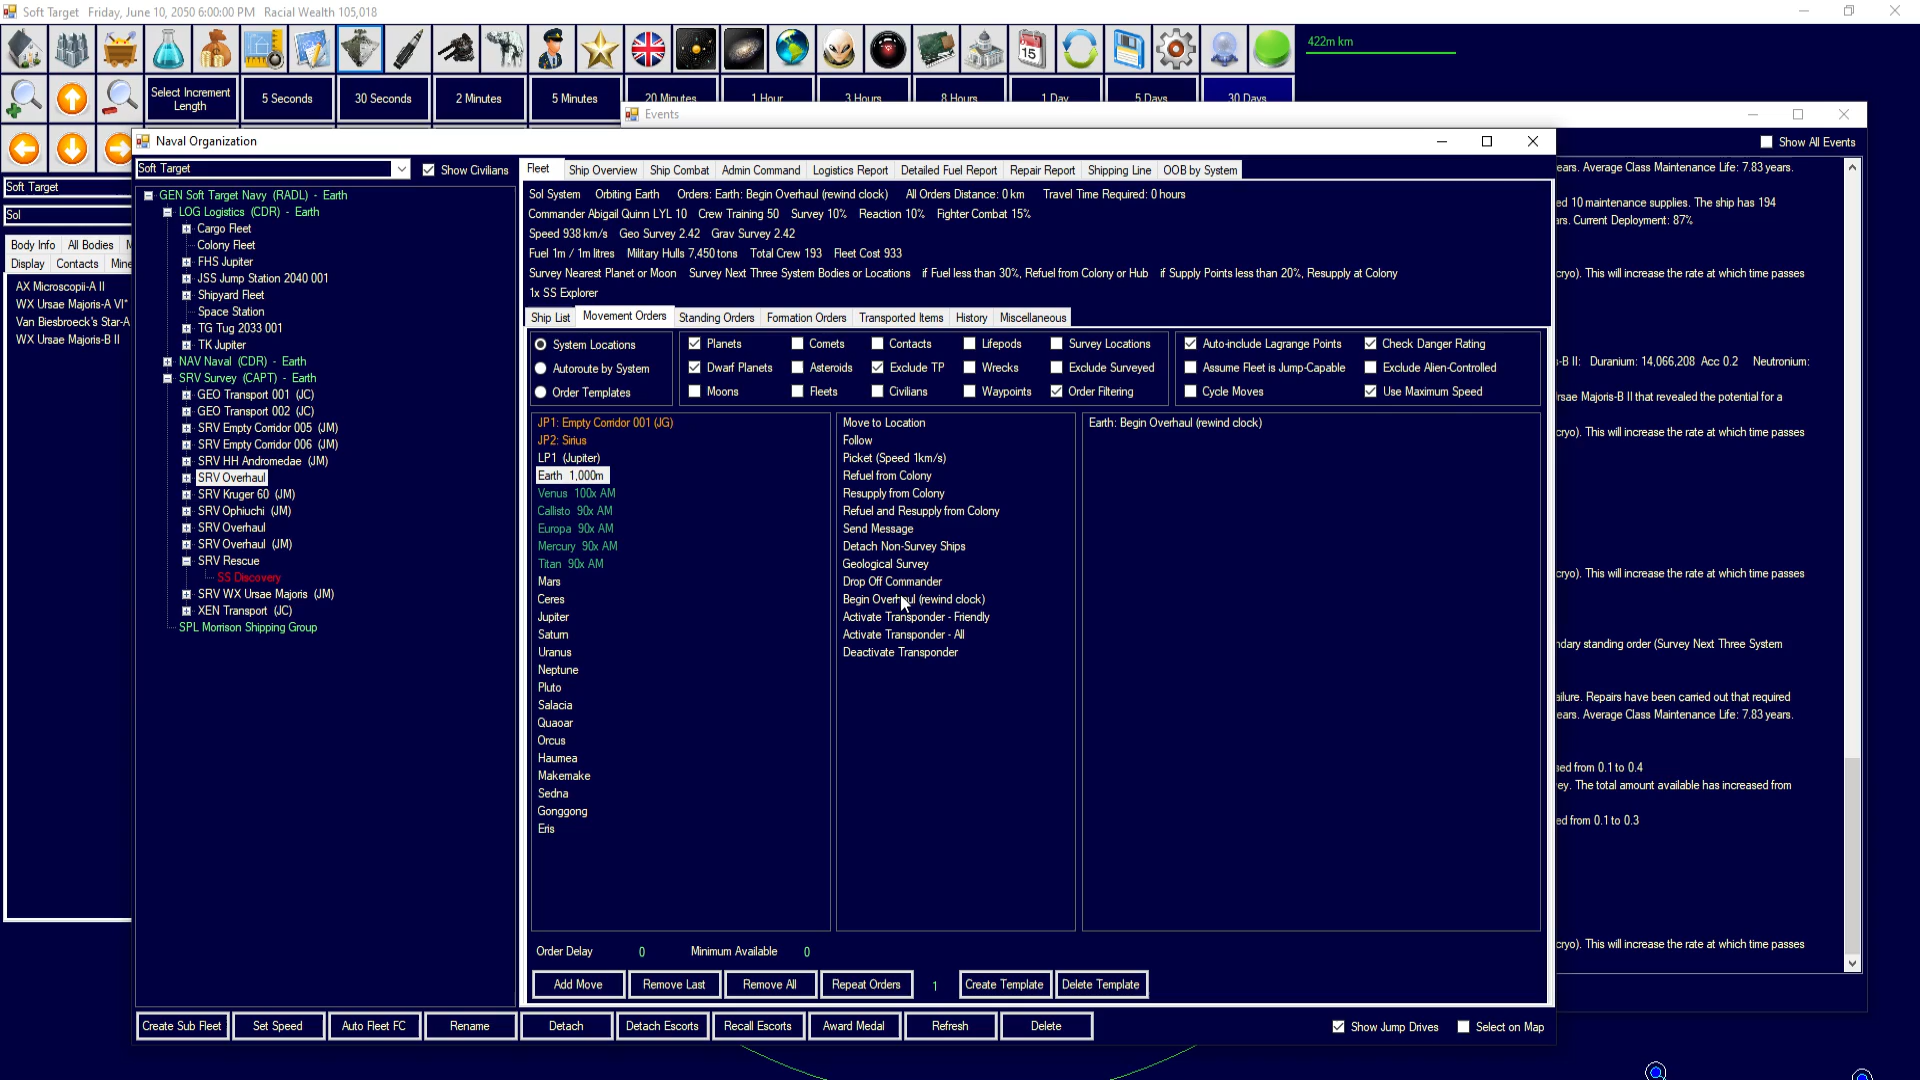 Soft Target   Friday, June 10, 2050 6:00:00 PM   Racial Wealth 105,018
422m km
Select Increment Length
5 Seconds
30 Seconds
2 Minutes
5 Minutes
20 Minutes
1 Hour
3 Hours
8 Hours
1 Day
5 Days
30 Days
Events
Show All Events
Soft Target
Sol
Body Info   All Bodies
Display   Contacts
AX Microscopii-A II
WX Ursae Majoris-A VI*
Van Biesbroeck's Star-A
WX Ursae Majoris-B II
Naval Organization
Soft Target
Show Civilians
GEN Soft Target Navy (RADL) - Earth
LOG Logistics (CDR) - Earth
Cargo Fleet
Colony Fleet
FHS Jupiter
JSS Jump Station 2040 001
Shipyard Fleet
Space Station
TG Tug 2033 001
TK Jupiter
NAV Naval (CDR) - Earth
SRV Survey (CAPT) - Earth
GEO Transport 001 (JC)
GEO Transport 002 (JC)
SRV Empty Corridor 005 (JM)
SRV Empty Corridor 006 (JM)
SRV HH Andromedae (JM)
SRV Overhaul
SRV Kruger 60 (JM)
SRV Ophiuchi (JM)
SRV Overhaul
SRV Overhaul (JM)
SRV Rescue
SS Discovery
SRV WX Ursae Majoris (JM)
XEN Transport (JC)
SPL Morrison Shipping Group
Fleet   Ship Overview   Ship Combat   Admin Command   Logistics Report   Detailed Fuel Report   Repair Report   Shipping Line   OOB by System
Sol System   Orbiting Earth   Orders: Earth: Begin Overhaul (rewind clock)   All Orders Distance: 0 km   Travel Time Required: 0 hours
Commander Abigail Quinn LYL 10   Crew Training 50   Survey 10%   Reaction 10%   Fighter Combat 15%
Speed 938 km/s   Geo Survey 2.42   Grav Survey 2.42
Fuel 1m / 1m litres   Military Hulls 7,450 tons   Total Crew 193   Fleet Cost 933
Survey Nearest Planet or Moon   Survey Next Three System Bodies or Locations   if Fuel less than 30%, Refuel from Colony or Hub   if Supply Points less than 20%, Resupply at Colony
1x SS Explorer
Ship List   Movement Orders   Standing Orders   Formation Orders   Transported Items   History   Miscellaneous
System Locations   Planets   Comets   Contacts   Lifepods   Survey Locations   Auto-include Lagrange Points   Check Danger Rating
Autoroute by System   Dwarf Planets   Asteroids   Exclude TP   Wrecks   Exclude Surveyed   Assume Fleet is Jump-Capable   Exclude Alien-Controlled
Order Templates   Moons   Fleets   Civilians   Waypoints   Order Filtering   Cycle Moves   Use Maximum Speed
JP1: Empty Corridor 001 (JG)
JP2: Sirius
LP1 (Jupiter)
Earth 1,000m
Venus 100x AM
Callisto 90x AM
Europa 90x AM
Mercury 90x AM
Titan 90x AM
Mars
Ceres
Jupiter
Saturn
Uranus
Neptune
Pluto
Salacia
Quaoar
Orcus
Haumea
Makemake
Sedna
Gonggong
Eris
Move to Location
Follow
Picket (Speed 1km/s)
Refuel from Colony
Resupply from Colony
Refuel and Resupply from Colony
Send Message
Detach Non-Survey Ships
Geological Survey
Drop Off Commander
Begin Overhaul (rewind clock)
Activate Transponder - Friendly
Activate Transponder - All
Deactivate Transponder
Earth: Begin Overhaul (rewind clock)
Order Delay   0   Minimum Available   0
Add Move   Remove Last   Remove All   Repeat Orders   1   Create Template   Delete Template
Create Sub Fleet   Set Speed   Auto Fleet FC   Rename   Detach   Detach Escorts   Recall Escorts   Award Medal   Refresh   Delete   Show Jump Drives   Select on Map
ears. Average Class Maintenance Life: 7.83 years.
ed 10 maintenance supplies. The ship has 194
rs. Current Deployment: 87%
cryo). This will increase the rate at which time passes
-B II: Duranium: 14,066,208 Acc 0.2   Neutronium:
rsae Majoris-B II that revealed the potential for a
cryo). This will increase the rate at which time passes
cryo). This will increase the rate at which time passes
ndary standing order (Survey Next Three System
ailure. Repairs have been carried out that required
ears. Average Class Maintenance Life: 7.83 years.
sed from 0.1 to 0.4
ey. The total amount available has increased from
ed from 0.1 to 0.3
cryo). This will increase the rate at which time passes